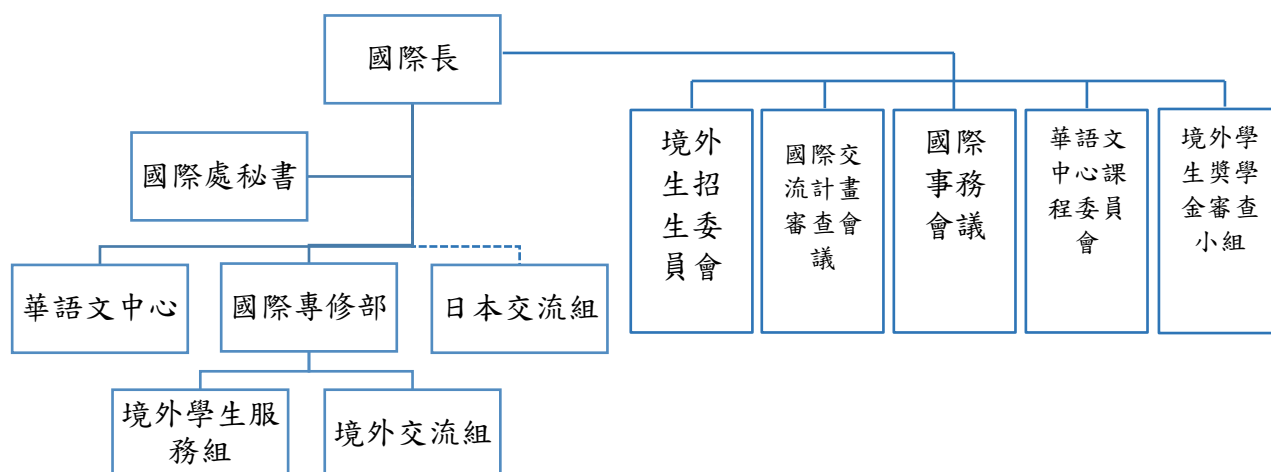 國際長
國際處秘書
華語文中心
國際專修部
日本交流組
境外學生服
務組
境外交流組
境外
生招
生委
員會
國際交
流計畫
審查會
議
國際
事務
會議
華語文
中心課
程委員
會
境外學
生獎學
金審查
小組